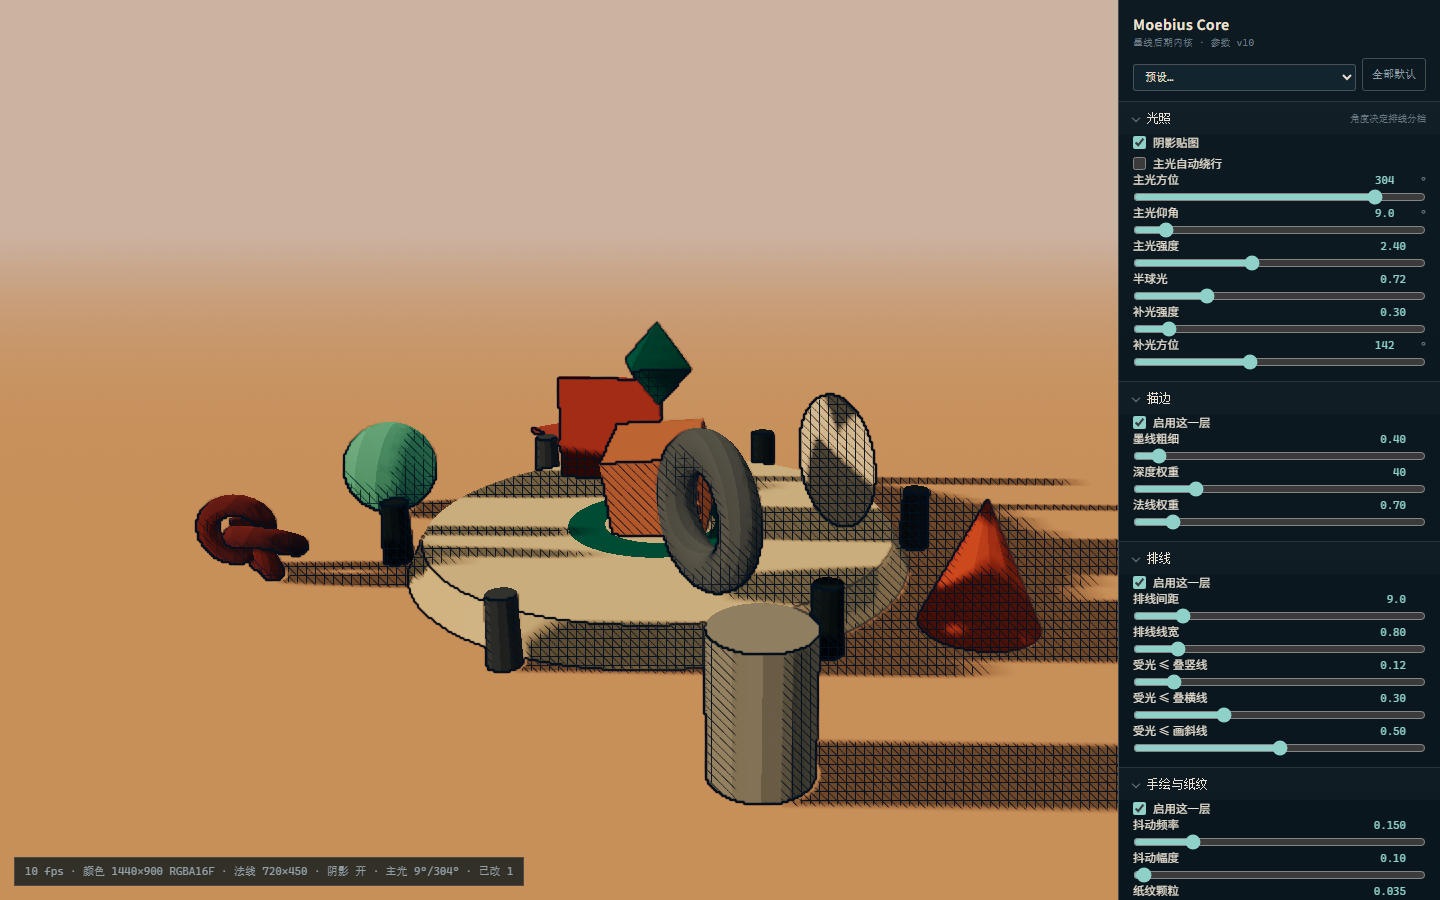 Moebius Core
墨线后期内核 · 参数 v10
预设…
全部默认
光照
角度决定排线分档
阴影贴图
主光自动绕行
主光方位 304 °
主光仰角 9.0 °
主光强度 2.40
半球光 0.72
补光强度 0.30
补光方位 142 °
描边
启用这一层
墨线粗细 0.40
深度权重 40
法线权重 0.70
排线
启用这一层
排线间距 9.0
排线线宽 0.80
受光 ≤ 叠竖线 0.12
受光 ≤ 叠横线 0.30
受光 ≤ 画斜线 0.50
手绘与纸纹
启用这一层
抖动频率 0.150
抖动幅度 0.10
纸纹颗粒 0.035
10 fps · 颜色 1440×900 RGBA16F · 法线 720×450 · 阴影 开 · 主光 9°/304° · 已改 1